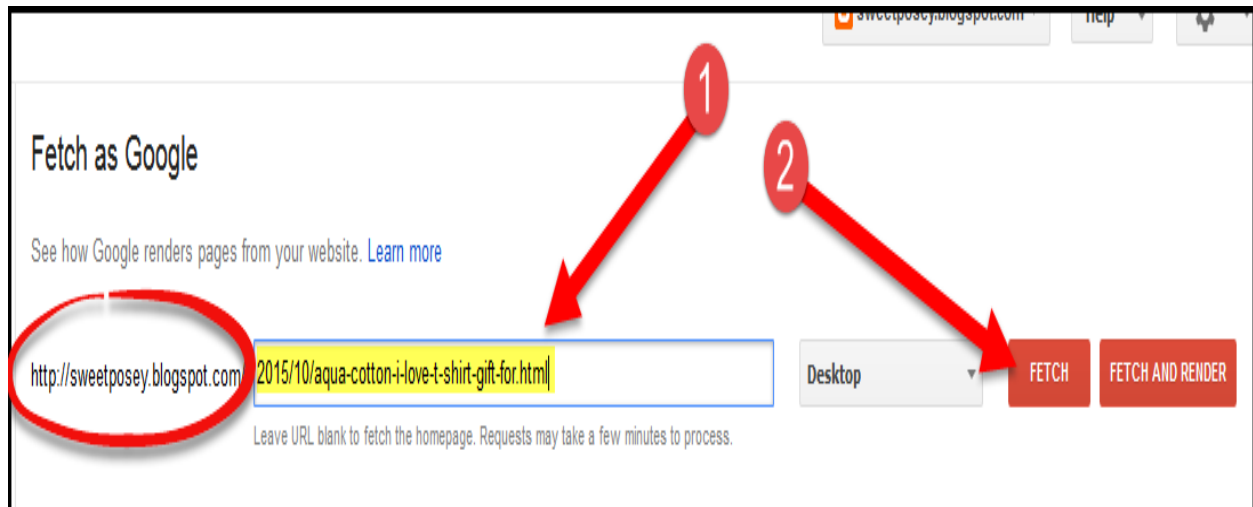 sweetposey.blogspot.com Help
1
Fetch as Google
2
See how Google renders pages from your website. Learn more
http://sweetposey.blogspot.com 2015/10/aqua-cotton-i-love-t-shirt-gift-for.html Desktop FETCH FETCH AND RENDER
Leave URL blank to fetch the homepage. Requests may take a few minutes to process.